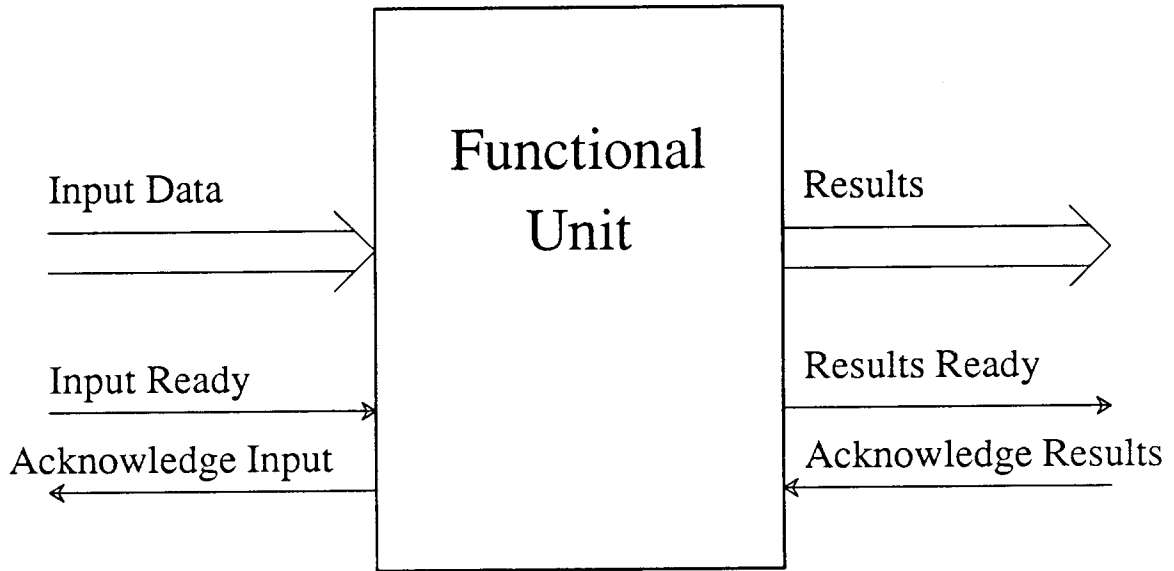 Functional
Unit
Input Data
Results
Input Ready
Results Ready
Acknowledge Input
Acknowledge Results